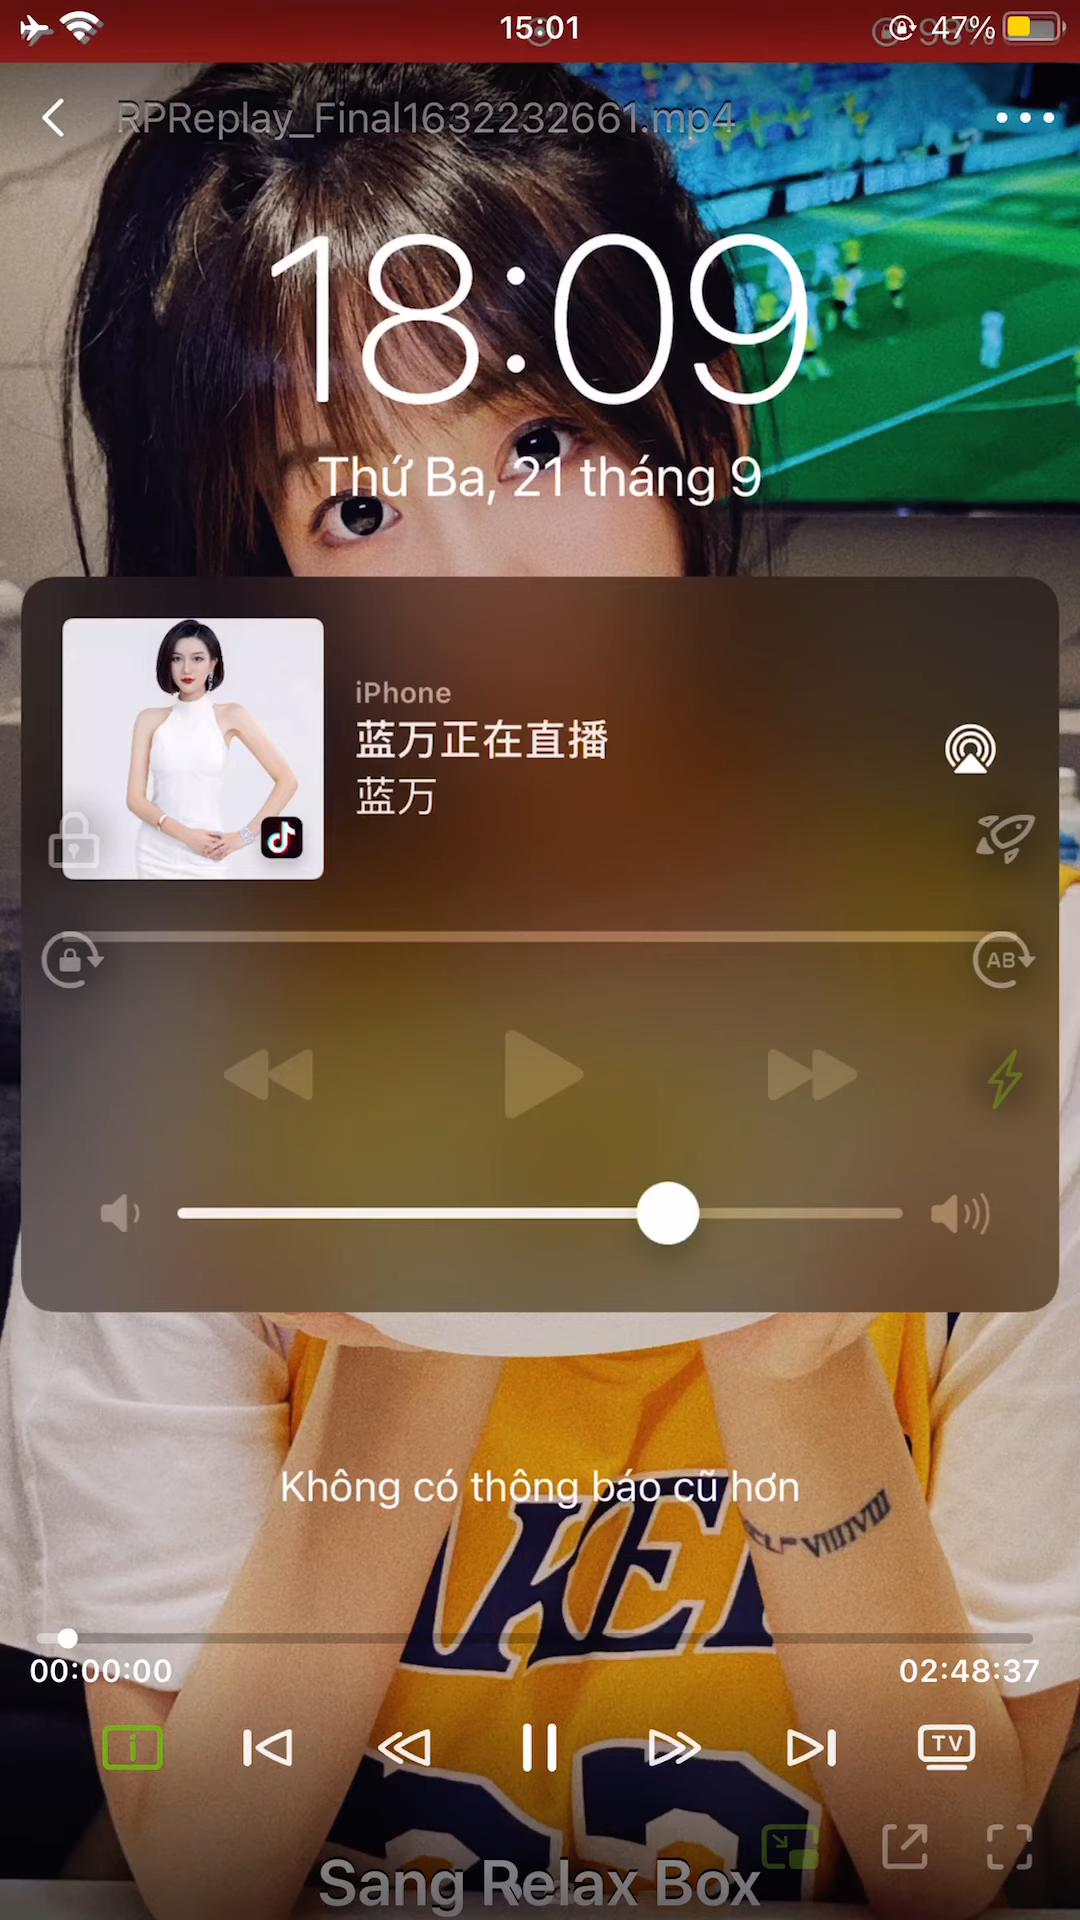 15:01
47%
RPReplay_Final1632232661.mp4
18:09
Thứ Ba, 21 tháng 9
iPhone
蓝万正在直播
蓝万
AB
Không có thông báo cũ hơn
00:00:00
02:48:37
TV
Sang Relax Box